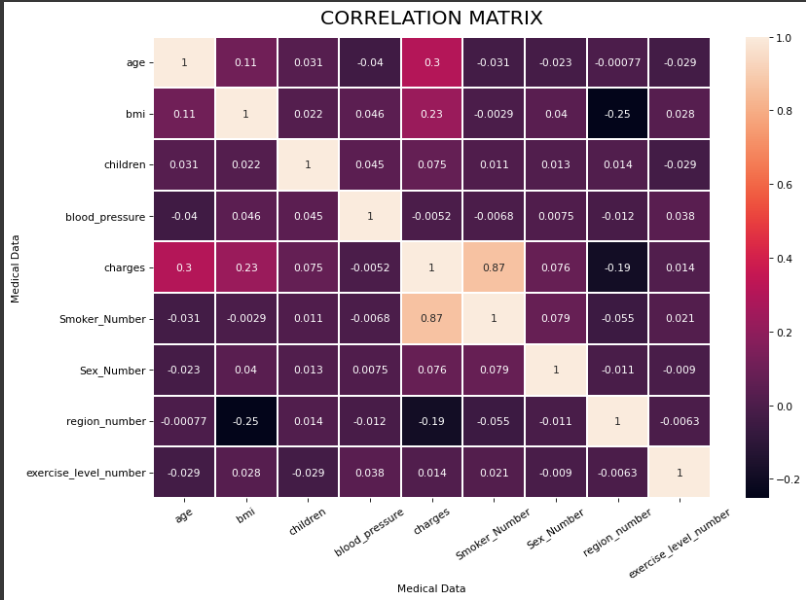 CORRELATION MATRIX
age 1 0.11 0.031 -0.04 0.3 -0.031 -0.023 -0.00077 -0.029
bmi 0.11 1 0.022 0.046 0.23 -0.0029 0.04 -0.25 0.028
children 0.031 0.022 1 0.045 0.075 0.011 0.013 0.014 -0.029
blood_pressure -0.04 0.046 0.045 1 -0.0052 -0.0068 0.0075 -0.012 0.038
charges 0.3 0.23 0.075 -0.0052 1 0.87 0.076 -0.19 0.014
Smoker_Number -0.031 -0.0029 0.011 -0.0068 0.87 1 0.079 -0.055 0.021
Sex_Number -0.023 0.04 0.013 0.0075 0.076 0.079 1 -0.011 -0.009
region_number -0.00077 -0.25 0.014 -0.012 -0.19 -0.055 -0.011 1 -0.0063
exercise_level_number -0.029 0.028 -0.029 0.038 0.014 0.021 -0.009 -0.0063 1
age bmi children blood_pressure charges Smoker_Number Sex_Number region_number exercise_level_number
Medical Data
Medical Data
1.0
0.8
0.6
0.4
0.2
0.0
−0.2